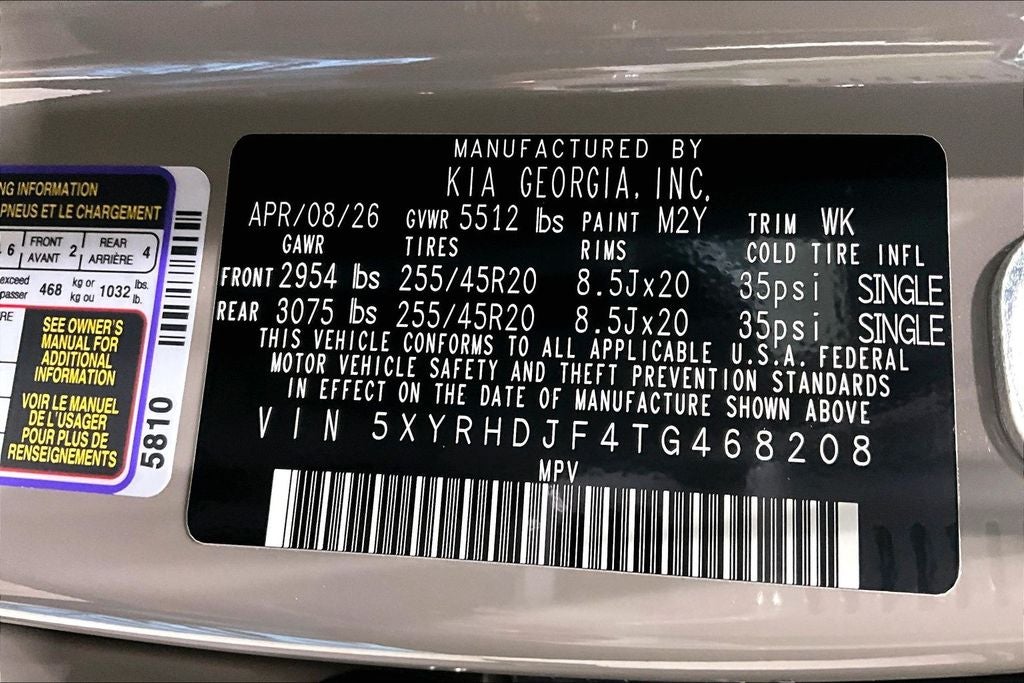 NG INFORMATION
PNEUS ET LE CHARGEMENT
6 FRONT AVANT 2 REAR ARRIÈRE 4
exceed
passer 468 kg or kg ou 1032 lbs. lb.
RE
SEE OWNER'S
MANUAL FOR
ADDITIONAL
INFORMATION
VOIR LE MANUEL
DE L'USAGER
POUR PLUS DE
RENSEIGNEMENTS
5810
MANUFACTURED BY
KIA GEORGIA, INC.
APR/08/26 GVWR 5512 lbs PAINT M2Y TRIM WK
GAWR TIRES RIMS COLD TIRE INFL
FRONT 2954 lbs 255/45R20 8.5Jx20 35psi SINGLE
REAR 3075 lbs 255/45R20 8.5Jx20 35psi SINGLE
THIS VEHICLE CONFORMS TO ALL APPLICABLE U.S.A. FEDERAL
MOTOR VEHICLE SAFETY AND THEFT PREVENTION STANDARDS
IN EFFECT ON THE DATE OF MANUFACTURE SHOWN ABOVE
VIN 5XYRHDJF4TG468208
MPV